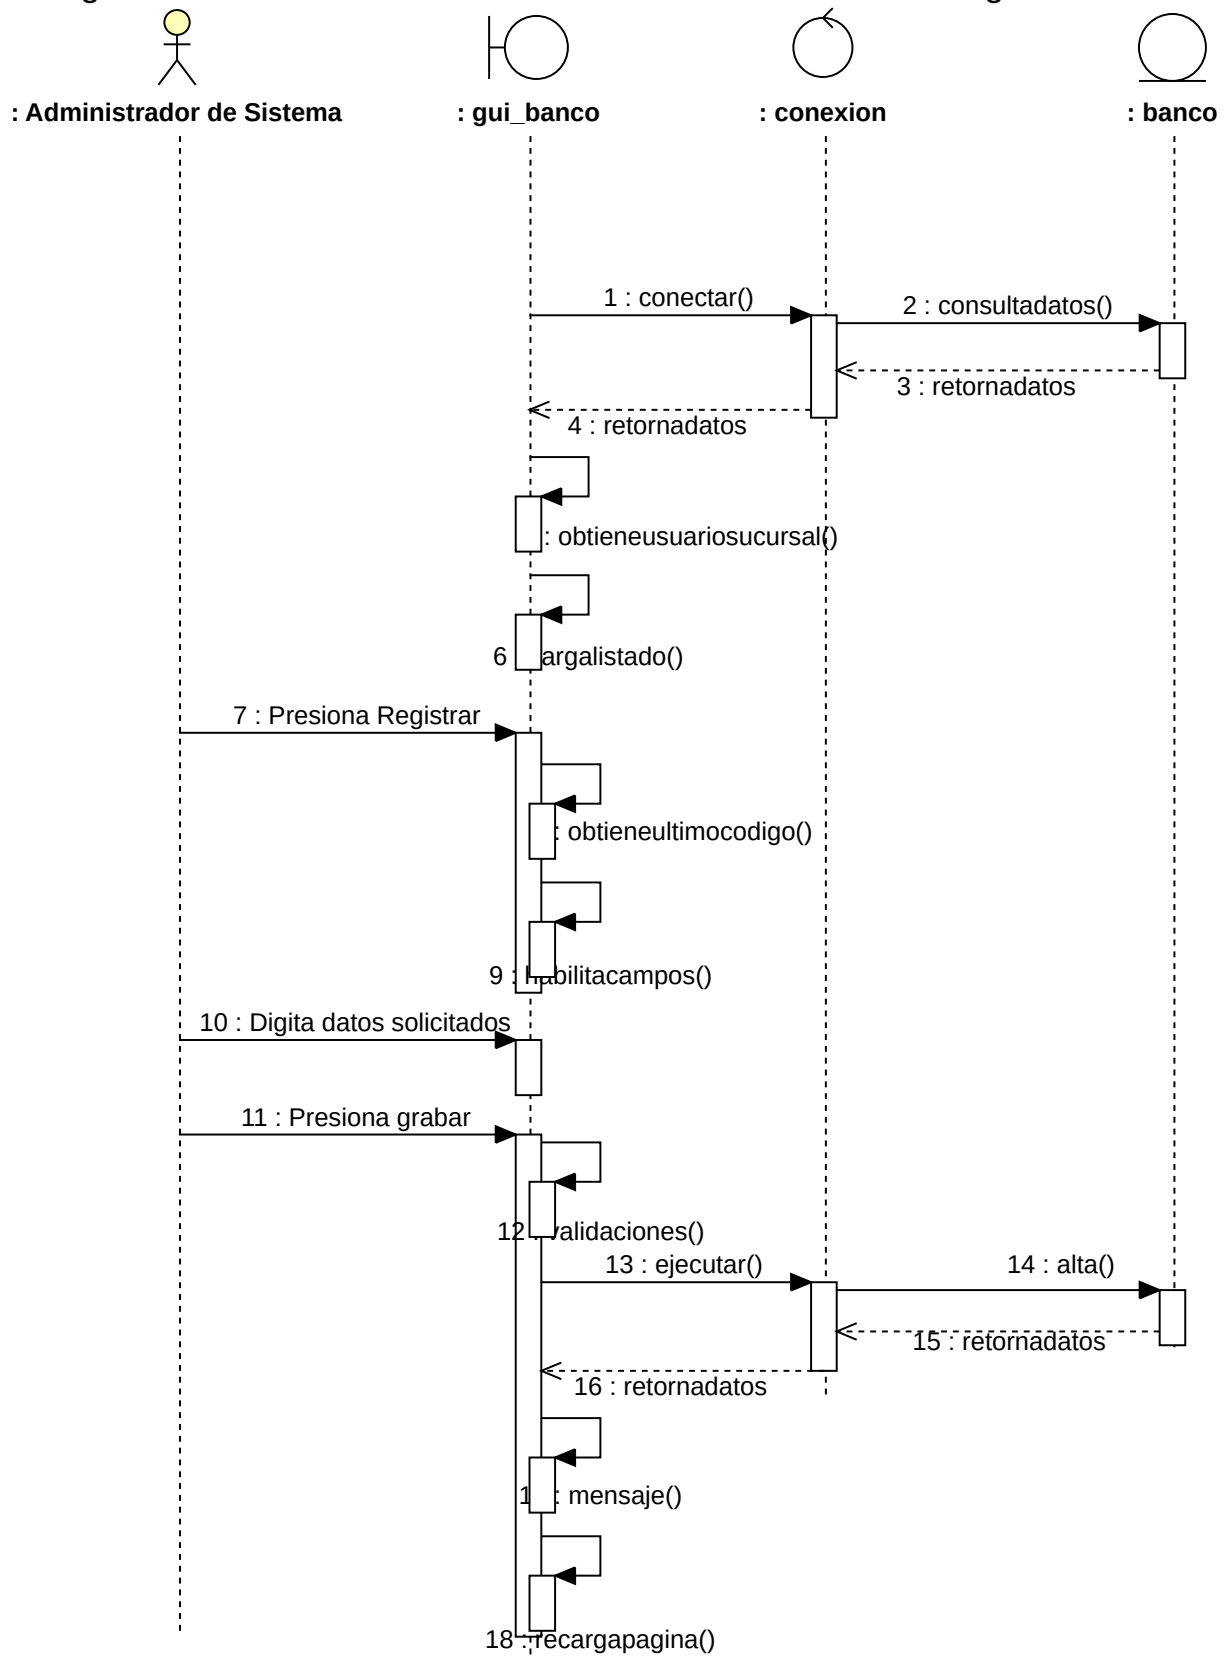 : Administrador de Sistema
: gui_banco
: conexion
: banco
1 : conectar()
2 : consultadatos()
3 : retornadatos
4 : retornadatos
: obtieneusuariosucursal()
6 argalistado()
7 : Presiona Registrar
: obtieneultimocodigo()
9 : habilitacampos()
10 : Digita datos solicitados
11 : Presiona grabar
12 : validaciones()
13 : ejecutar()
14 : alta()
15 : retornadatos
16 : retornadatos
1 : mensaje()
18 : recargapagina()